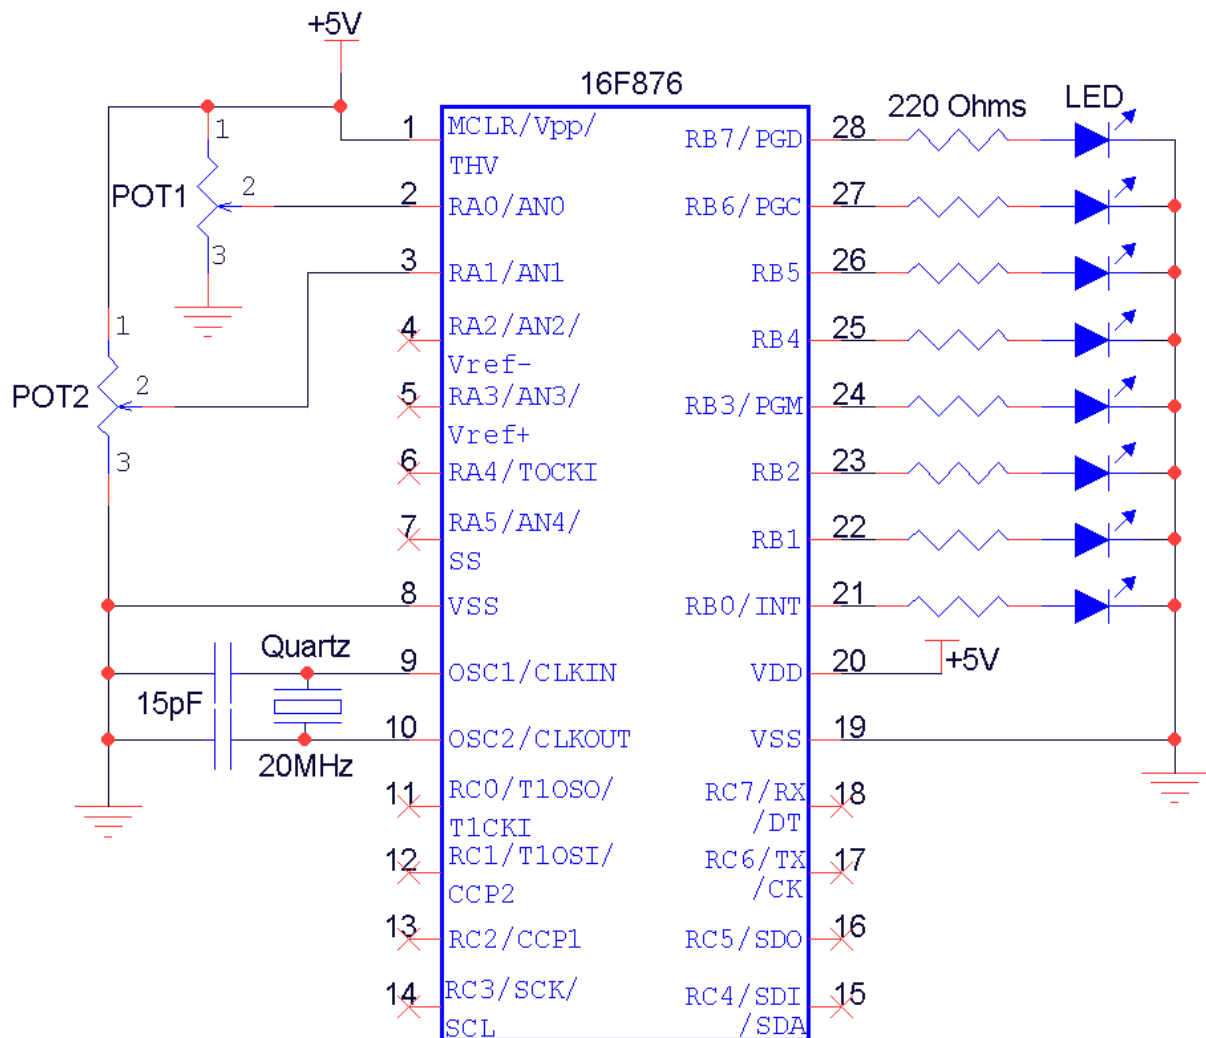 +5V
16F876
220 Ohms
LED
1
MCLR/Vpp/
THV
RB7/PGD
28
1
POT1
2
3
2
RA0/AN0
RB6/PGC
27
3
RA1/AN1
RB5
26
1
POT2
2
3
4
RA2/AN2/
Vref-
RB4
25
5
RA3/AN3/
Vref+
RB3/PGM
24
6
RA4/TOCKI
RB2
23
7
RA5/AN4/
SS
RB1
22
8
VSS
RB0/INT
21
Quartz
15pF
20MHz
9
OSC1/CLKIN
VDD
20
+5V
10
OSC2/CLKOUT
VSS
19
11
RC0/T1OSO/
T1CKI
RC7/RX
/DT
18
12
RC1/T1OSI/
CCP2
RC6/TX
/CK
17
13
RC2/CCP1
RC5/SDO
16
14
RC3/SCK/
SCL
RC4/SDI
/SDA
15